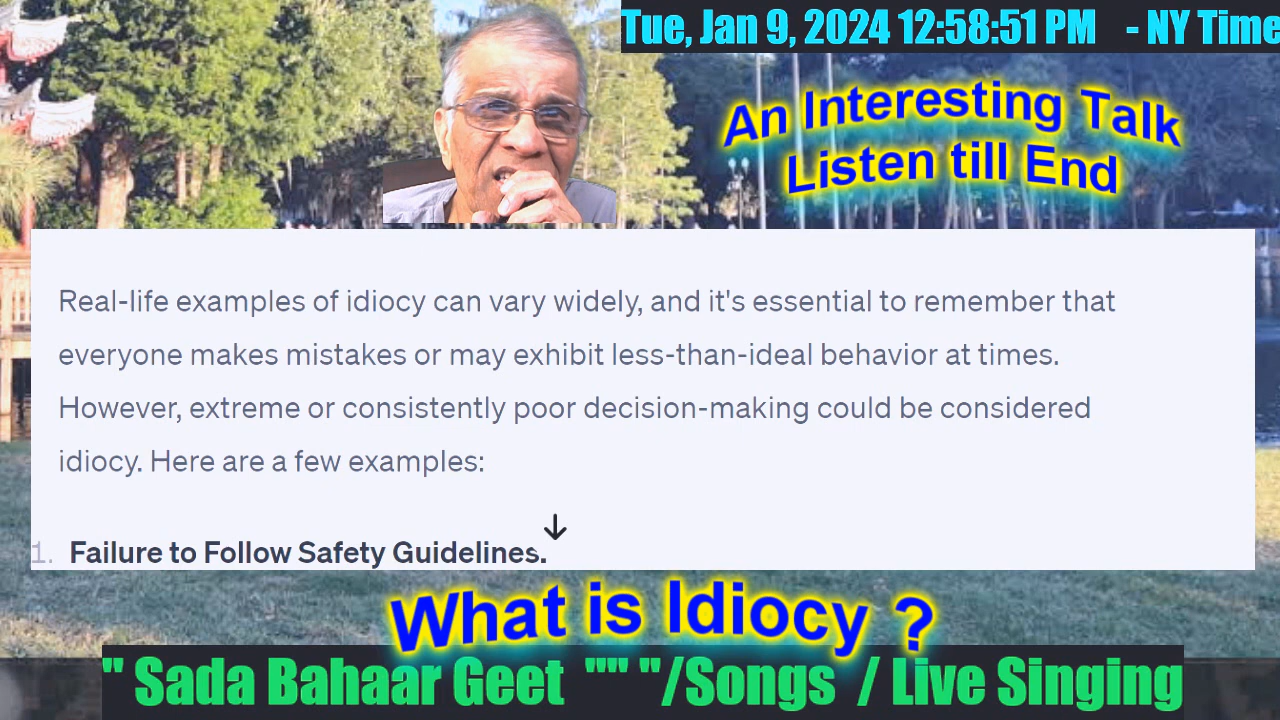 Tue, Jan 9, 2024 12:58:51 PM - NY Time
An Interesting Talk
Listen till End
Real-life examples of idiocy can vary widely, and it's essential to remember that
everyone makes mistakes or may exhibit less-than-ideal behavior at times.
However, extreme or consistently poor decision-making could be considered
idiocy. Here are a few examples:
1. Failure to Follow Safety Guidelines.
What is Idiocy ?
" Sada Bahaar Geet """ "/Songs / Live Singing